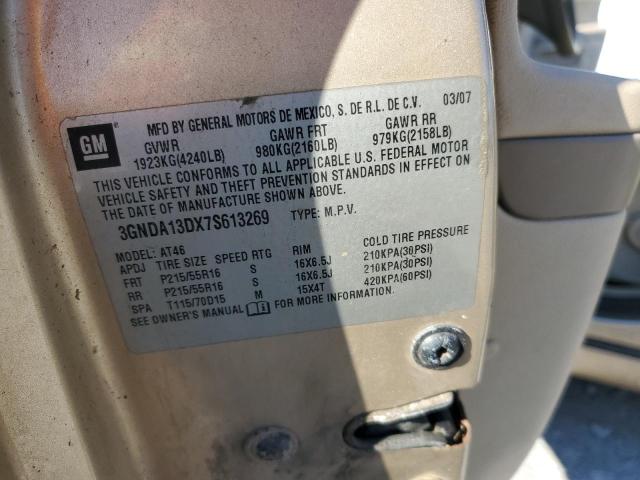 MFD BY GENERAL MOTORS DE MEXICO, S. DE R.L. DE C.V. 03/07
GM
GVWR GAWR FRT GAWR RR
1923KG(4240LB) 980KG(2160LB) 979KG(2158LB)
THIS VEHICLE CONFORMS TO ALL APPLICABLE U.S. FEDERAL MOTOR
VEHICLE SAFETY AND THEFT PREVENTION STANDARDS IN EFFECT ON
THE DATE OF MANUFACTURE SHOWN ABOVE.
3GNDA13DX7S613269 TYPE: M.P.V.
MODEL: AT46
APDJ TIRE SIZE SPEED RTG RIM COLD TIRE PRESSURE
FRT P215/55R16 S 16X6.5J 210KPA(30PSI)
RR P215/55R16 S 16X6.5J 210KPA(30PSI)
SPA T115/70D15 M 15X4T 420KPA(60PSI)
SEE OWNER'S MANUAL FOR MORE INFORMATION.